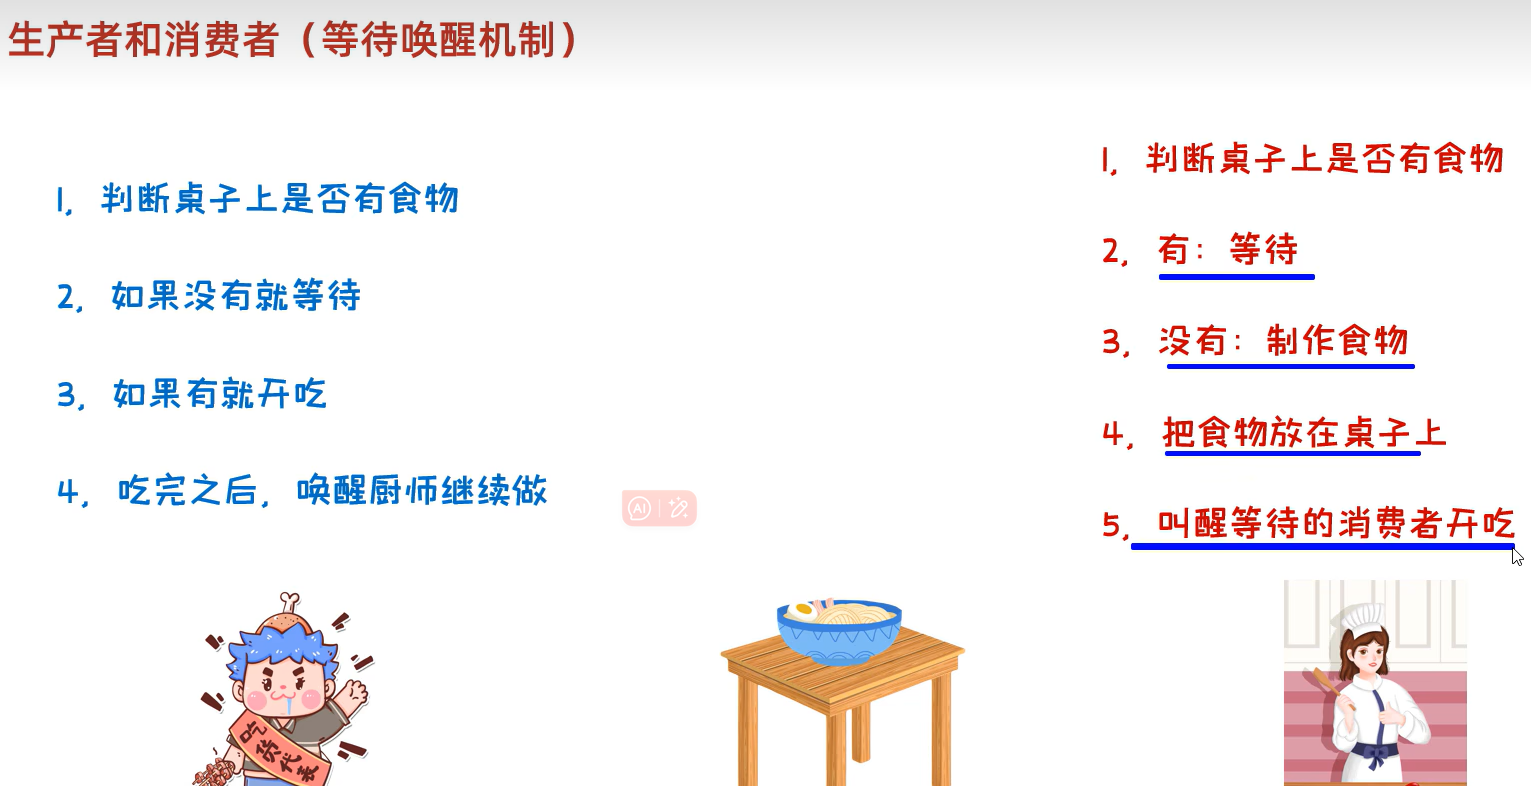 生产者和消费者（等待唤醒机制）
1, 判断桌子上是否有食物
2, 如果没有就等待
3, 如果有就开吃
4, 吃完之后, 唤醒厨师继续做
AI
1, 判断桌子上是否有食物
2, 有: 等待
3, 没有: 制作食物
4, 把食物放在桌子上
5, 叫醒等待的消费者开吃
吃货代表